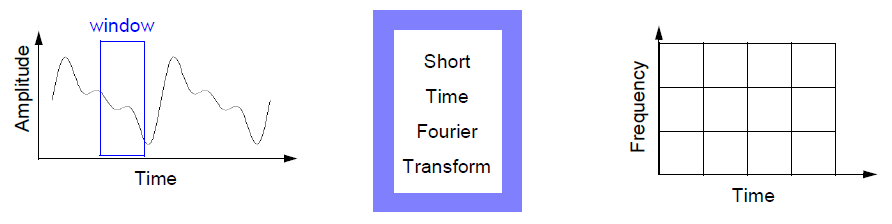 window
Amplitude
Time
Short
Time
Fourier
Transform
Frequency
Time